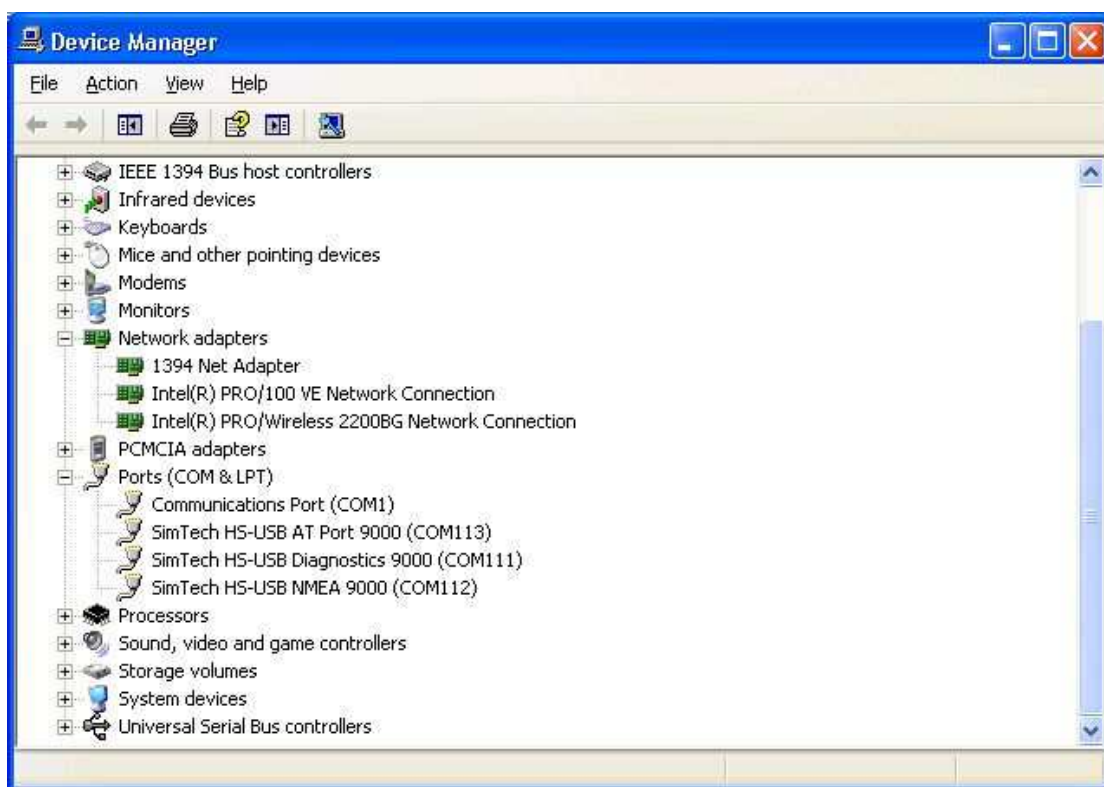 Device Manager
File Action View Help
IEEE 1394 Bus host controllers
Infrared devices
Keyboards
Mice and other pointing devices
Modems
Monitors
Network adapters
1394 Net Adapter
Intel(R) PRO/100 VE Network Connection
Intel(R) PRO/Wireless 2200BG Network Connection
PCMCIA adapters
Ports (COM & LPT)
Communications Port (COM1)
SimTech HS-USB AT Port 9000 (COM113)
SimTech HS-USB Diagnostics 9000 (COM111)
SimTech HS-USB NMEA 9000 (COM112)
Processors
Sound, video and game controllers
Storage volumes
System devices
Universal Serial Bus controllers